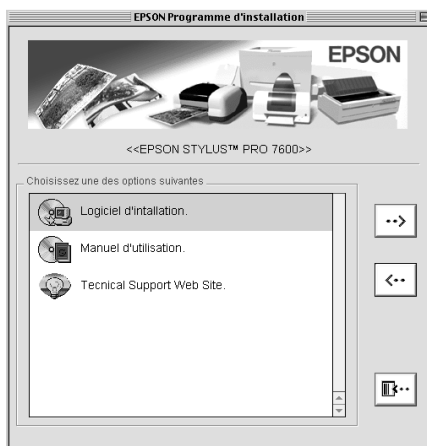 EPSON Programme d'installation
EPSON
<<EPSON STYLUS™ PRO 7600>>
Choisissez une des options suivantes
Logiciel d'intallation.
Manuel d'utilisation.
Tecnical Support Web Site.